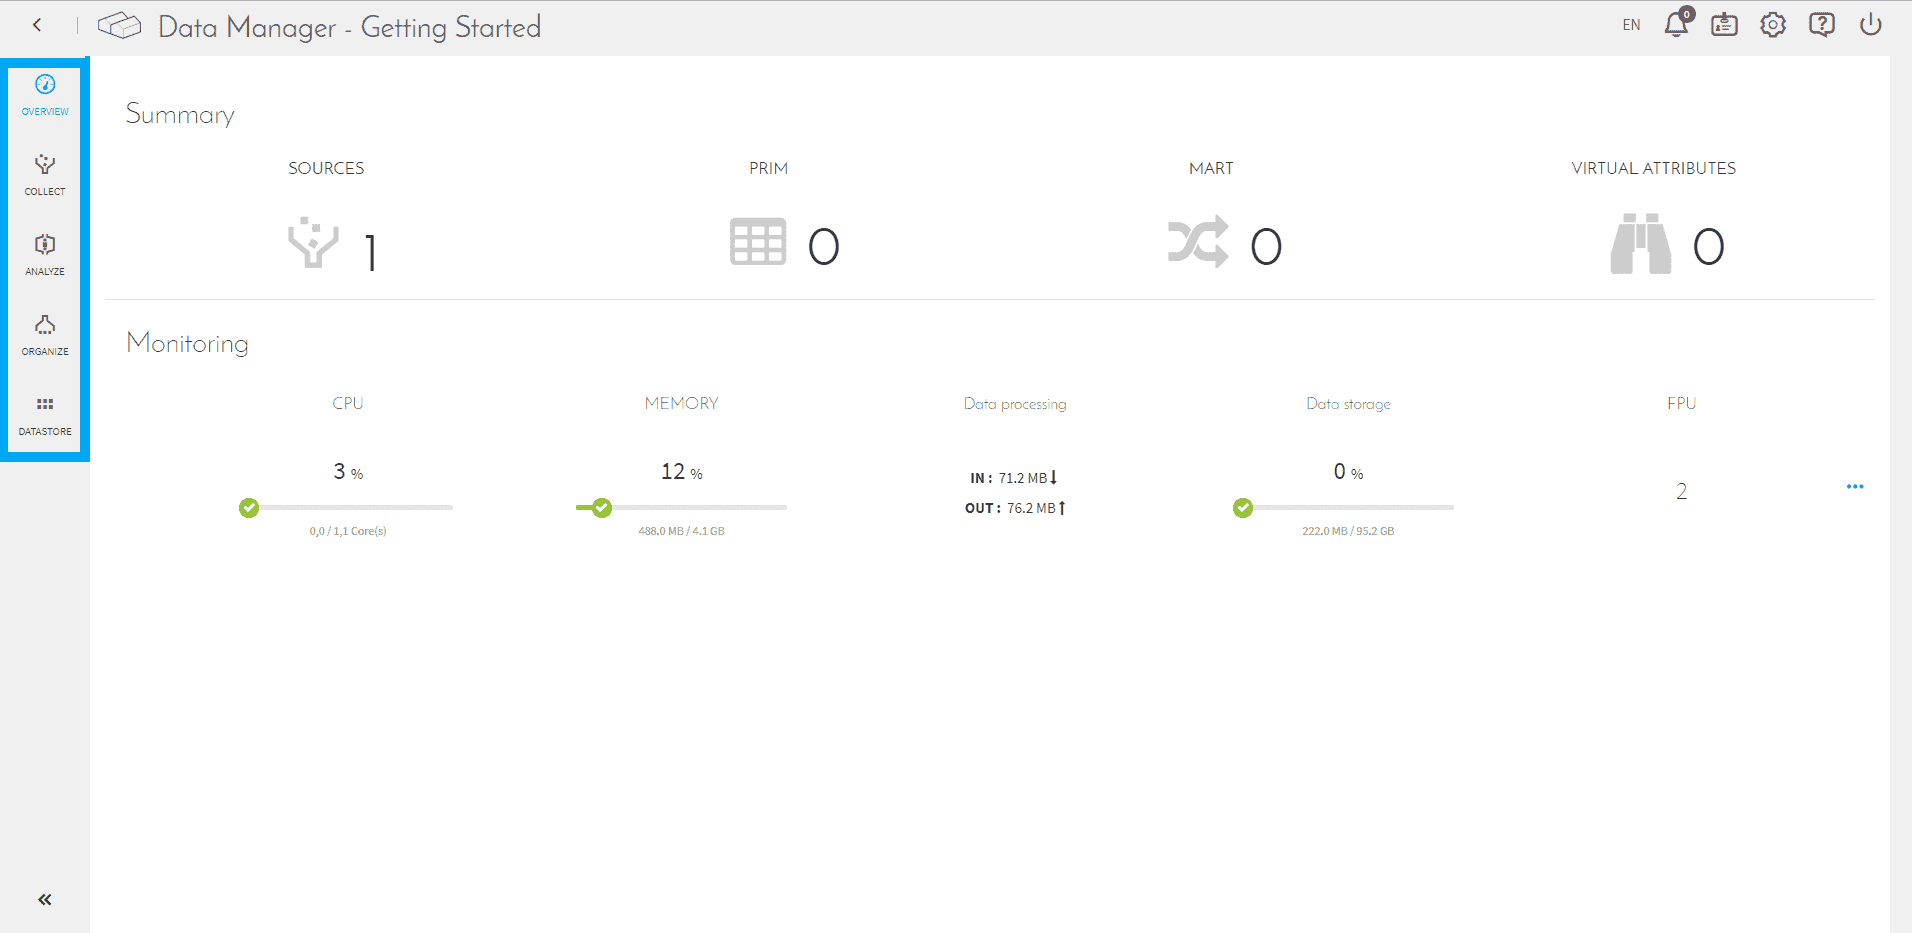 Data Manager - Getting Started
EN
0
OVERVIEW
COLLECT
ANALYZE
ORGANIZE
DATASTORE
Summary
SOURCES PRIM MART VIRTUAL ATTRIBUTES
1 0 0 0
Monitoring
CPU MEMORY Data processing Data storage FPU
3 % 12 % IN : 71.2 MB 0 % 2
OUT : 76.2 MB
0,0 / 1,1 Core(s) 488.0 MB / 4.1 GB 222.0 MB / 95.2 GB